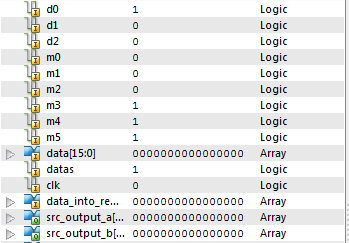 d0 1 Logic
d1 0 Logic
d2 0 Logic
m0 0 Logic
m1 0 Logic
m2 0 Logic
m3 1 Logic
m4 1 Logic
m5 1 Logic
data[15:0] 0000000000000000 Array
datas 1 Logic
clk 0 Logic
data_into_re... 0000000000000000 Array
src_output_a[... 0000000000000000 Array
src_output_b[... 0000000000000000 Array